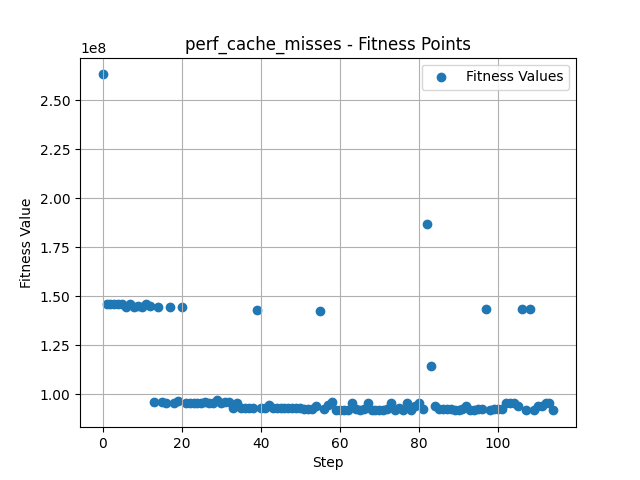 perf_cache_misses - Fitness Points
1e8
Fitness Values
2.50
2.25
2.00
1.75
1.50
1.25
1.00
Fitness Value
0 20 40 60 80 100
Step